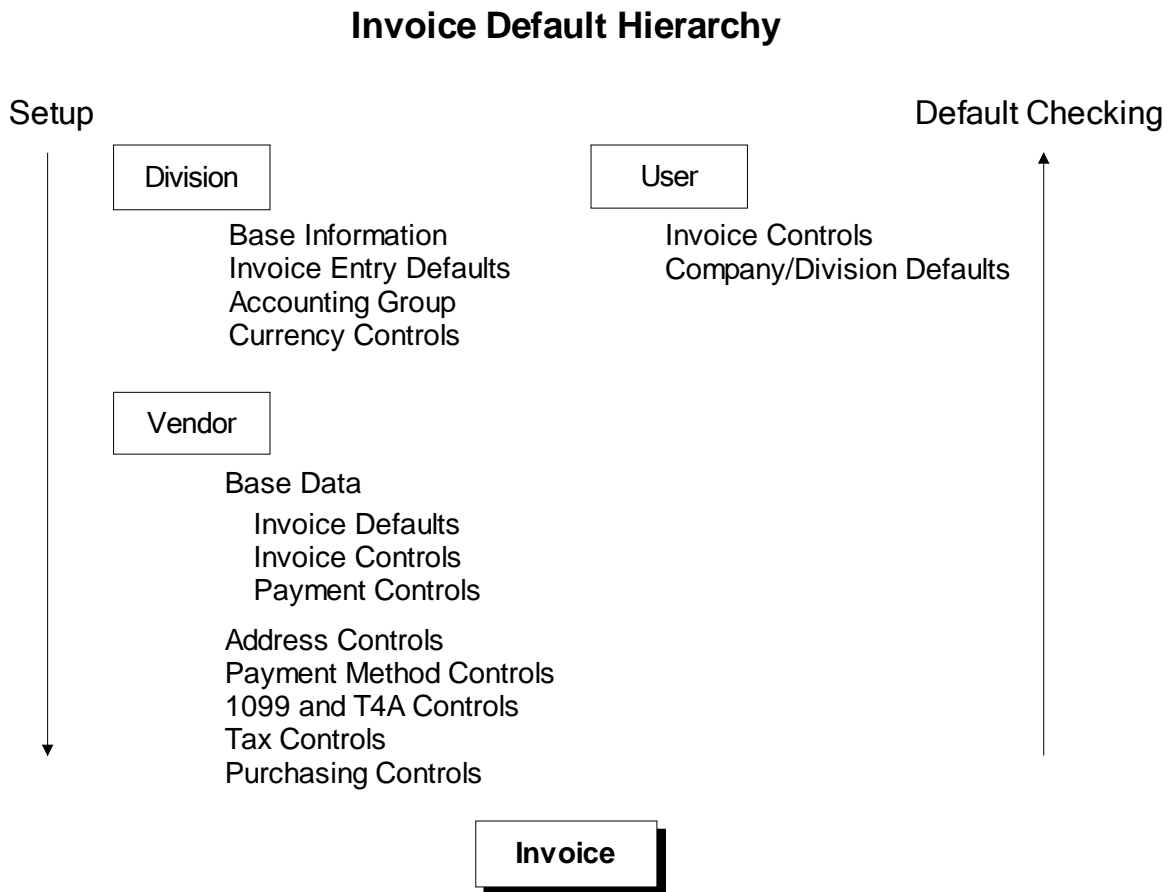 Invoice Default Hierarchy
Setup
Default Checking
Division
User
Base Information
Invoice Entry Defaults
Accounting Group
Currency Controls
Invoice Controls
Company/Division Defaults
Vendor
Base Data
Invoice Defaults
Invoice Controls
Payment Controls
Address Controls
Payment Method Controls
1099 and T4A Controls
Tax Controls
Purchasing Controls
Invoice